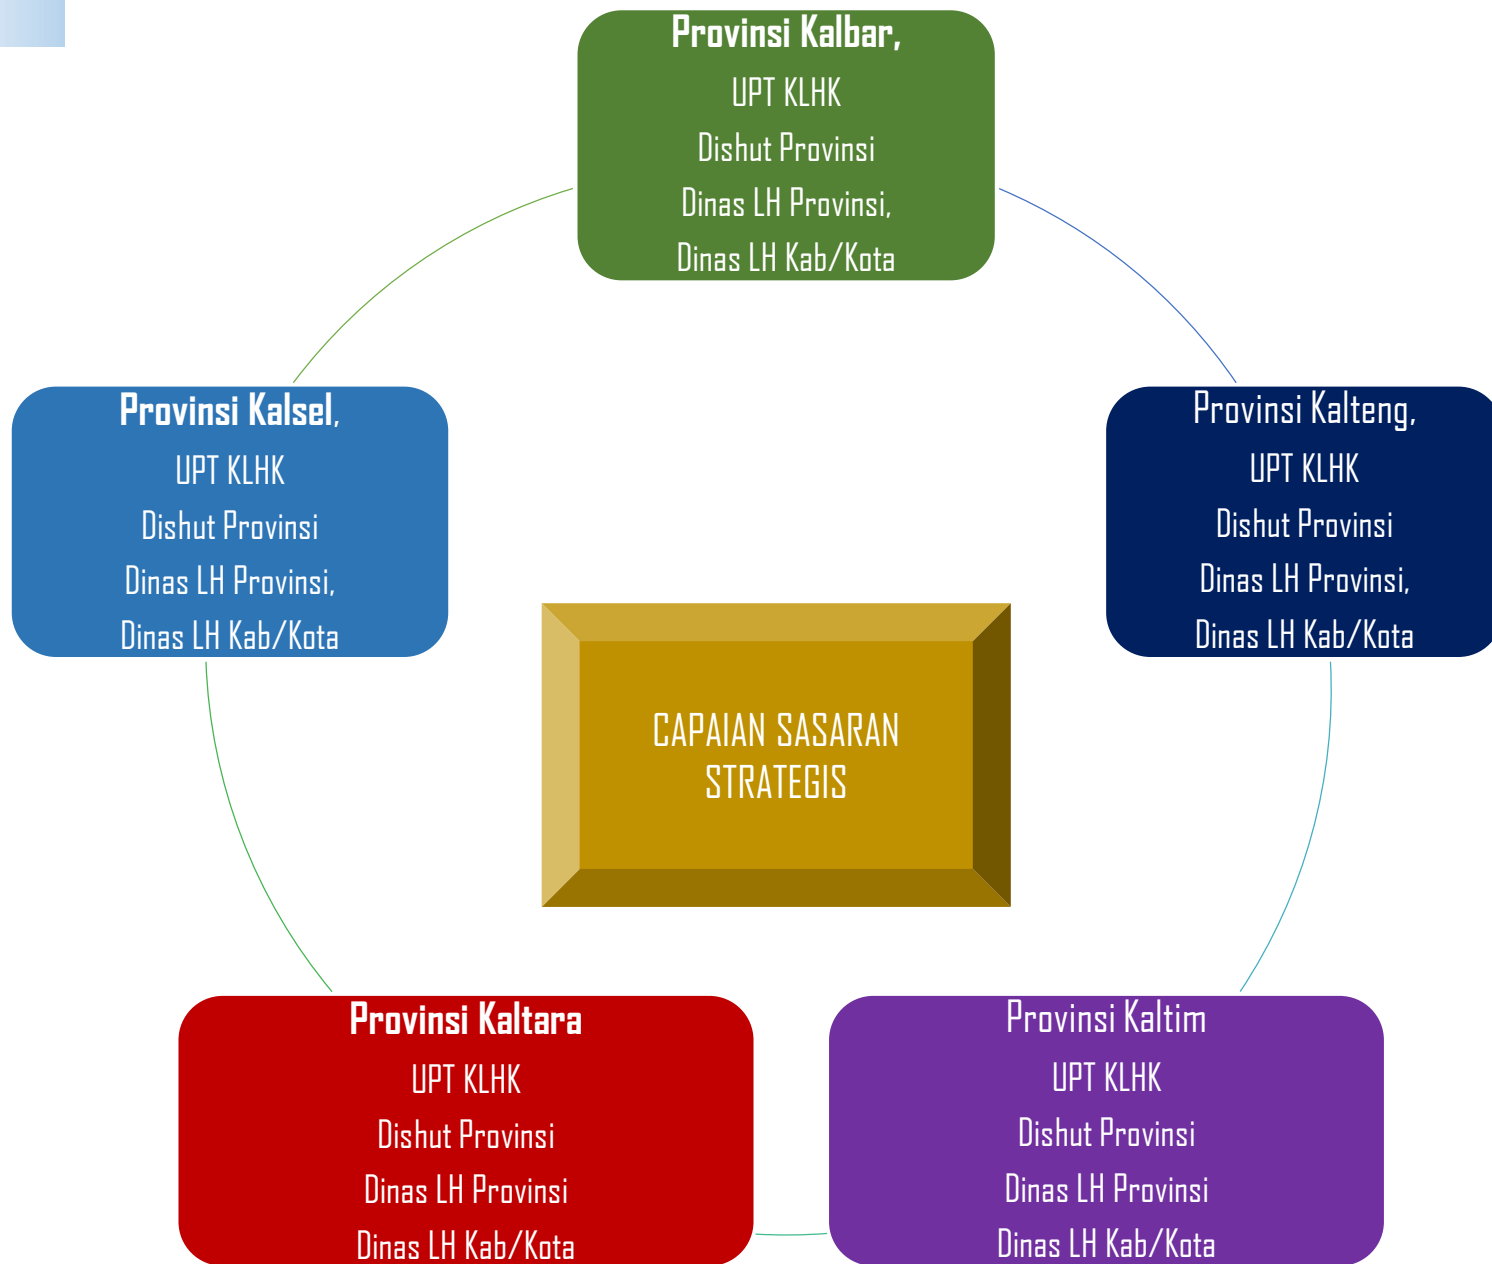 Provinsi Kalbar,
UPT KLHK
Dishut Provinsi
Dinas LH Provinsi,
Dinas LH Kab/Kota
Provinsi Kalsel,
UPT KLHK
Dishut Provinsi
Dinas LH Provinsi,
Dinas LH Kab/Kota
Provinsi Kalteng,
UPT KLHK
Dishut Provinsi
Dinas LH Provinsi,
Dinas LH Kab/Kota
CAPAIAN SASARAN
STRATEGIS
Provinsi Kaltara
UPT KLHK
Dishut Provinsi
Dinas LH Provinsi
Dinas LH Kab/Kota
Provinsi Kaltim
UPT KLHK
Dishut Provinsi
Dinas LH Provinsi
Dinas LH Kab/Kota